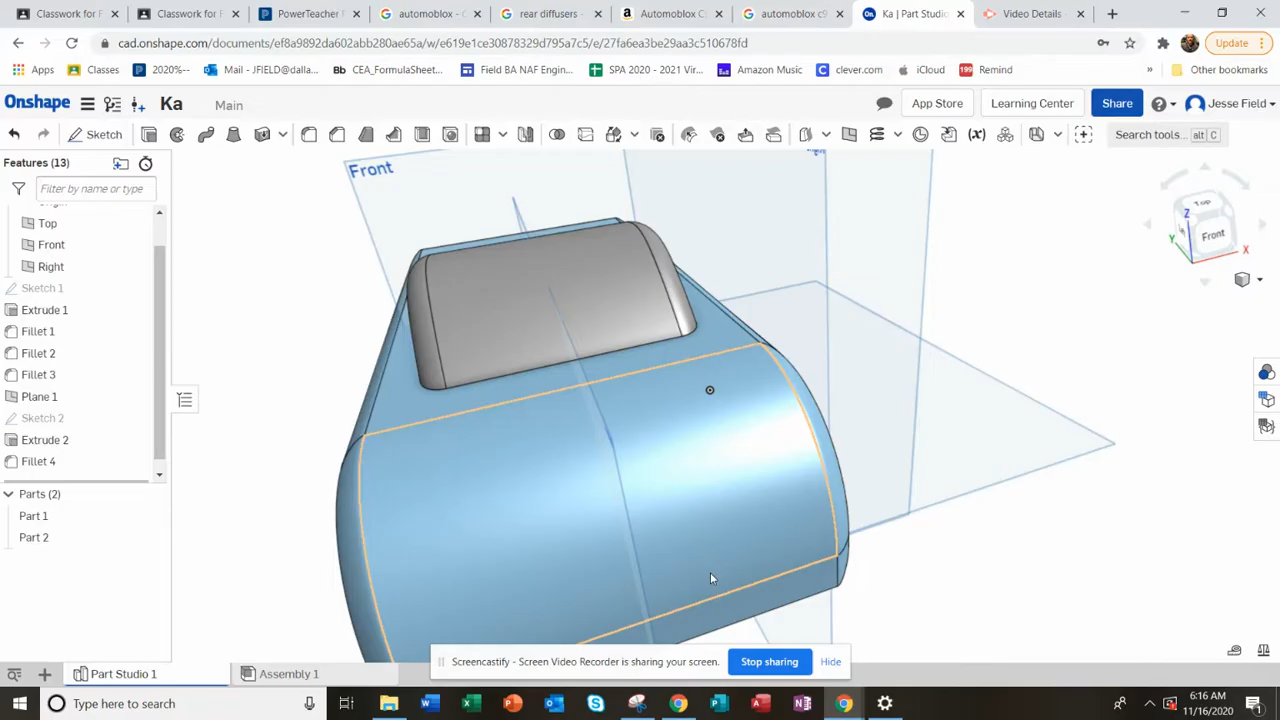 Classwork for F
Classwork for F
PowerTeacher T
automoblox - G
rear diffusers -
Automoblox C9
automoblox c9
Ka | Part Studio
Video Details
cad.onshape.com/documents/ef8a9892da602abb280ae65a/w/e619e1ce30878329d795a7c5/e/27fa6ea3be29aa3c510678fd
Update
Apps
Classes
2020%--
Mail - JFIELD@dalla...
Bb CEA_FormulaSheet...
Field BA NAF Engin...
SPA 2020 - 2021 Vir...
Amazon Music
clever.com
iCloud
199 Remind
»
Other bookmarks
Onshape
Ka
Main
App Store
Learning Center
Share
Jesse Field
Sketch
(x)
Search tools...
alt C
Features (13)
Filter by name or type
Top
Front
Right
Sketch 1
Extrude 1
Fillet 1
Fillet 2
Fillet 3
Plane 1
Sketch 2
Extrude 2
Fillet 4
Parts (2)
Part 1
Part 2
Front
Top
Front
Z
Y
X
Screencastify - Screen Video Recorder is sharing your screen.
Stop sharing
Hide
Part Studio 1
Assembly 1
Type here to search
6:16 AM
11/16/2020